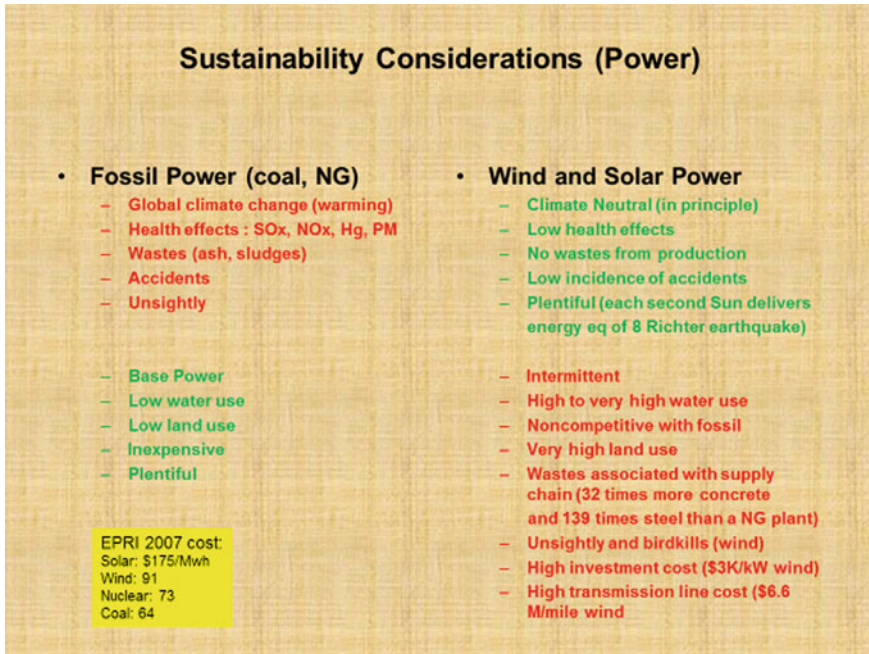 Sustainability Considerations (Power)
• Fossil Power (coal, NG)
– Global climate change (warming)
– Health effects : SOx, NOx, Hg, PM
– Wastes (ash, sludges)
– Accidents
– Unsightly
– Base Power
– Low water use
– Low land use
– Inexpensive
– Plentiful
EPRI 2007 cost:
Solar: $175/Mwh
Wind: 91
Nuclear: 73
Coal: 64
• Wind and Solar Power
– Climate Neutral (in principle)
– Low health effects
– No wastes from production
– Low incidence of accidents
– Plentiful (each second Sun delivers
energy eq of 8 Richter earthquake)
– Intermittent
– High to very high water use
– Noncompetitive with fossil
– Very high land use
– Wastes associated with supply
chain (32 times more concrete
and 139 times steel than a NG plant)
– Unsightly and birdkills (wind)
– High investment cost ($3K/kW wind)
– High transmission line cost ($6.6
M/mile wind